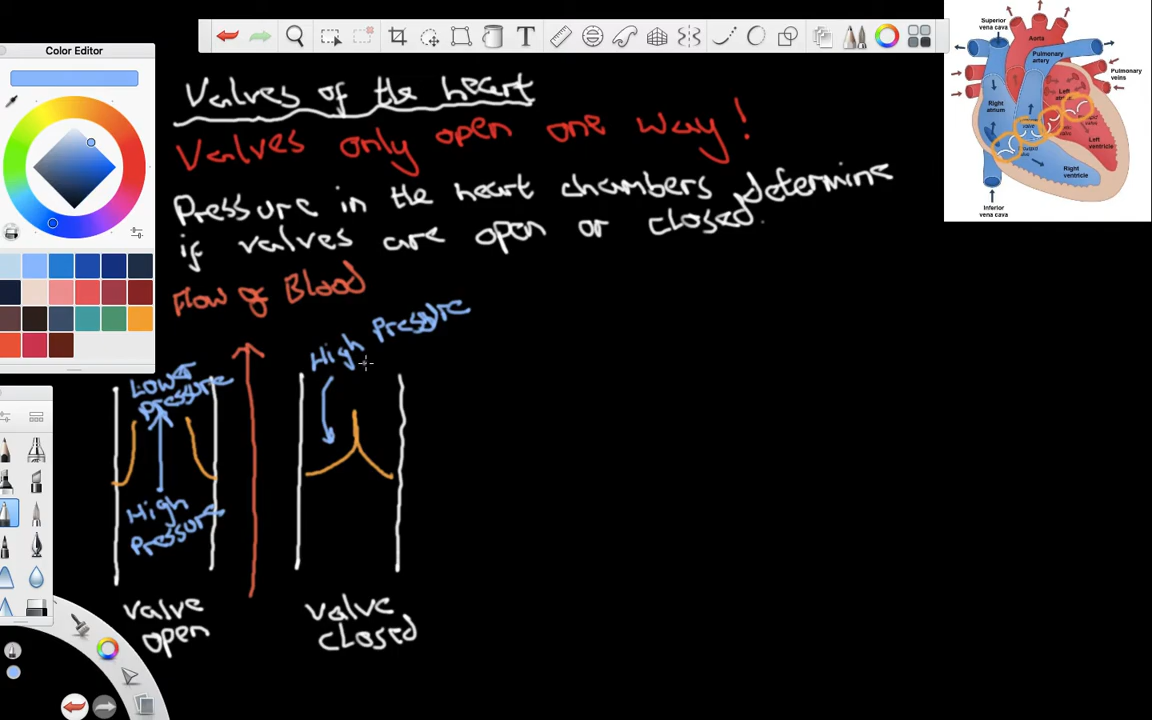 Color Editor
Valves of the heart
Valves only open one way!
Pressure in the heart chambers determine
if valves are open or closed.
Flow of Blood
Lower
Pressure
High
Pressure
valve
open
High Pressure
valve
closed
Superior
vena cava
Aorta
Pulmonary
artery
Pulmonary
veins
Left
Right
atrium
valve
Left
ventricle
Right
ventricle
Inferior
vena cava
T